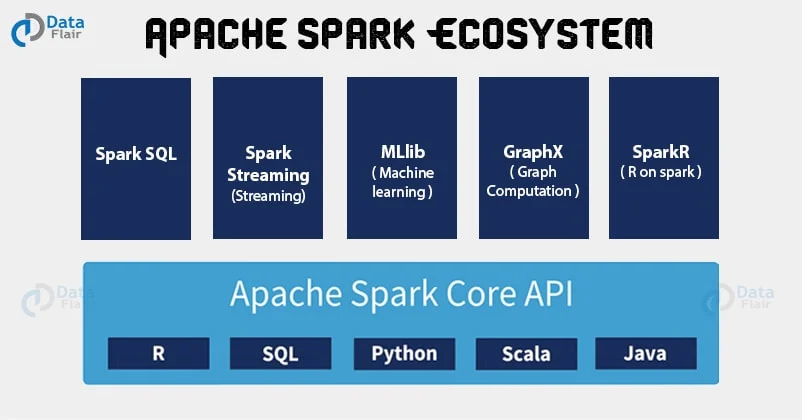 Data
Flair
APACHE SPARK ECOSYSTEM
Spark SQL
Spark
Streaming
(Streaming)
MLlib
( Machine
learning )
GraphX
( Graph
Computation )
SparkR
( R on spark )
Data
Flair
Data
Flair
Apache Spark Core API
R
SQL
Python
Scala
Java